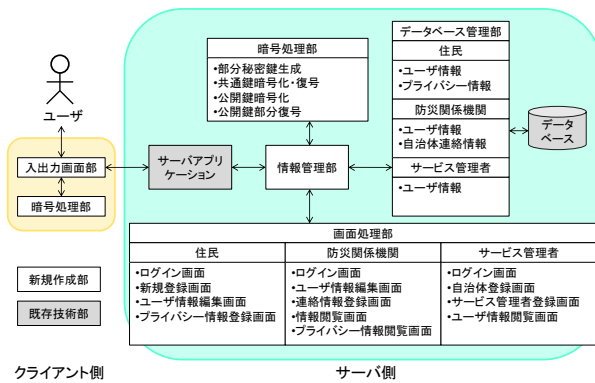 暗号処理部
•部分秘密鍵生成
•共通鍵暗号化・復号
•公開鍵暗号化
•公開鍵部分復号
データベース管理部
住民
•ユーザ情報
•プライバシー情報
防災関係機関
•ユーザ情報
•自治体連絡情報
サービス管理者
•ユーザ情報
データ
ベース
ユーザ
入出力画面部
暗号処理部
サーバアプリ
ケーション
情報管理部
画面処理部
住民
•ログイン画面
•新規登録画面
•ユーザ情報編集画面
•プライバシー情報登録画面
防災関係機関
•ログイン画面
•ユーザ情報編集画面
•連絡情報登録画面
•情報閲覧画面
•プライバシー情報閲覧画面
サービス管理者
•ログイン画面
•自治体登録画面
•サービス管理者登録画面
•ユーザ情報閲覧画面
新規作成部
既存技術部
クライアント側
サーバ側